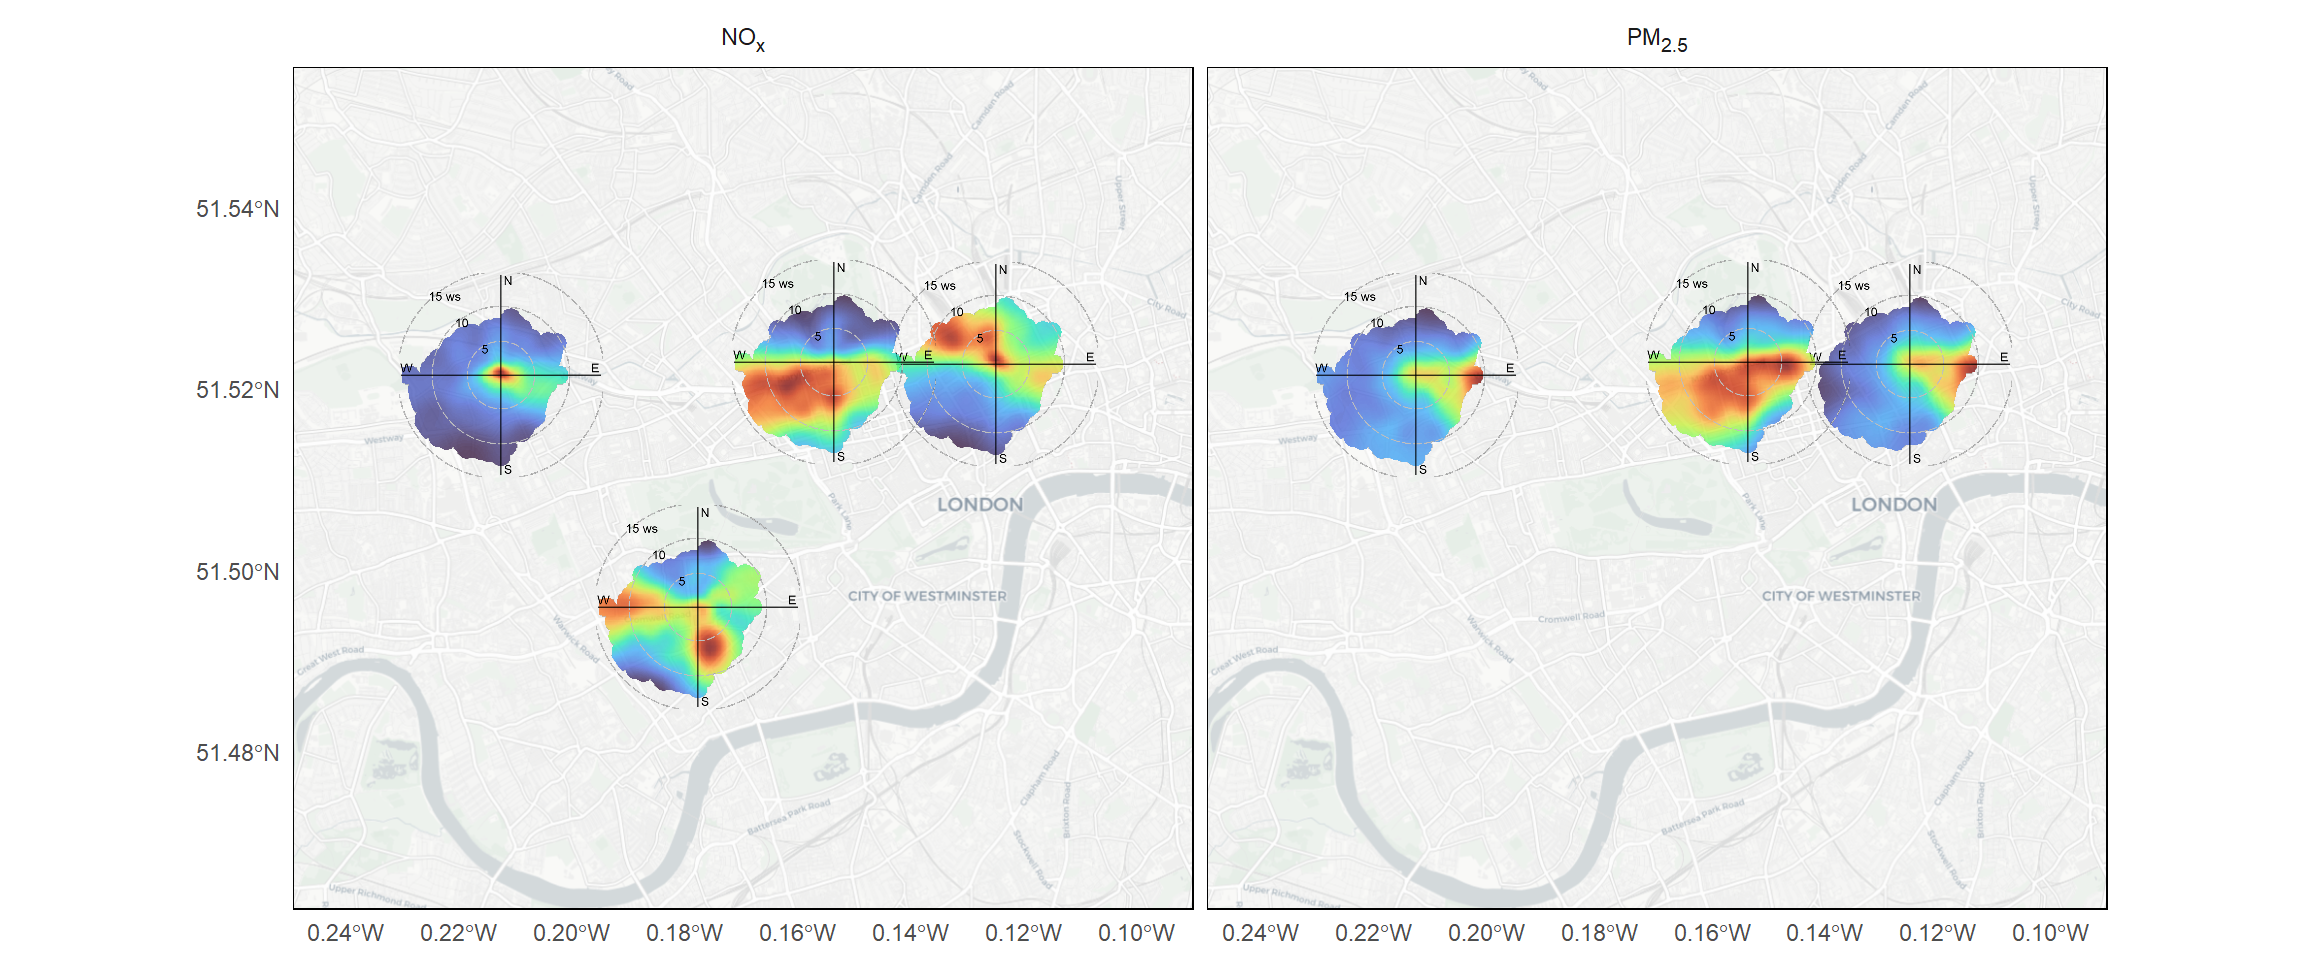 NOx
PM2.5
51.54°N
51.52°N
51.50°N
51.48°N
Camden Road
Camden Road
Upper Street
City Road
Westway
Park Lane
LONDON
CITY OF WESTMINSTER
Warwick Road
Great West Road
Battersea Park Road
Clapham Road
Brixton Road
Stockwell Road
Upper Richmond Road
N
15 ws
10
5
W
E
S
N
15 ws
10
5
W
E
S
N
15 ws
10
5
W
E
S
N
15 ws
10
5
W
E
S
Camden Road
Camden Road
Upper Street
City Road
Westway
Park Lane
LONDON
CITY OF WESTMINSTER
Cromwell Road
Warwick Road
Great West Road
Battersea Park Road
Clapham Road
Brixton Road
Stockwell Road
Upper Richmond Road
N
15 ws
10
5
W
E
S
N
15 ws
10
5
W
E
S
N
15 ws
10
5
W
E
S
0.24°W 0.22°W 0.20°W 0.18°W 0.16°W 0.14°W 0.12°W 0.10°W
0.24°W 0.22°W 0.20°W 0.18°W 0.16°W 0.14°W 0.12°W 0.10°W